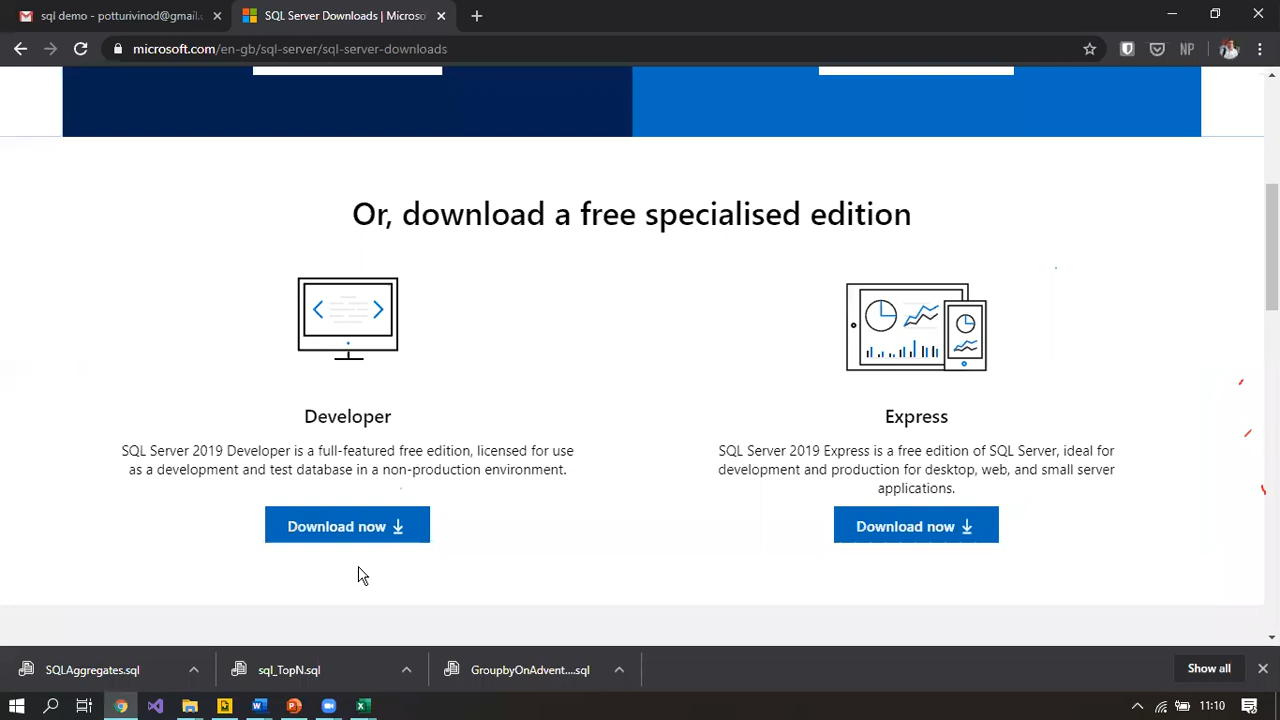 sql demo - potturivinod@gmail.c
SQL Server Downloads | Microso
microsoft.com/en-gb/sql-server/sql-server-downloads
NP
Or, download a free specialised edition
Developer
SQL Server 2019 Developer is a full-featured free edition, licensed for use
as a development and test database in a non-production environment.
Download now
Express
SQL Server 2019 Express is a free edition of SQL Server, ideal for
development and production for desktop, web, and small server
applications.
Download now
SQLAggregates.sql
sql_TopN.sql
GroupbyOnAdvent....sql
Show all
11:10